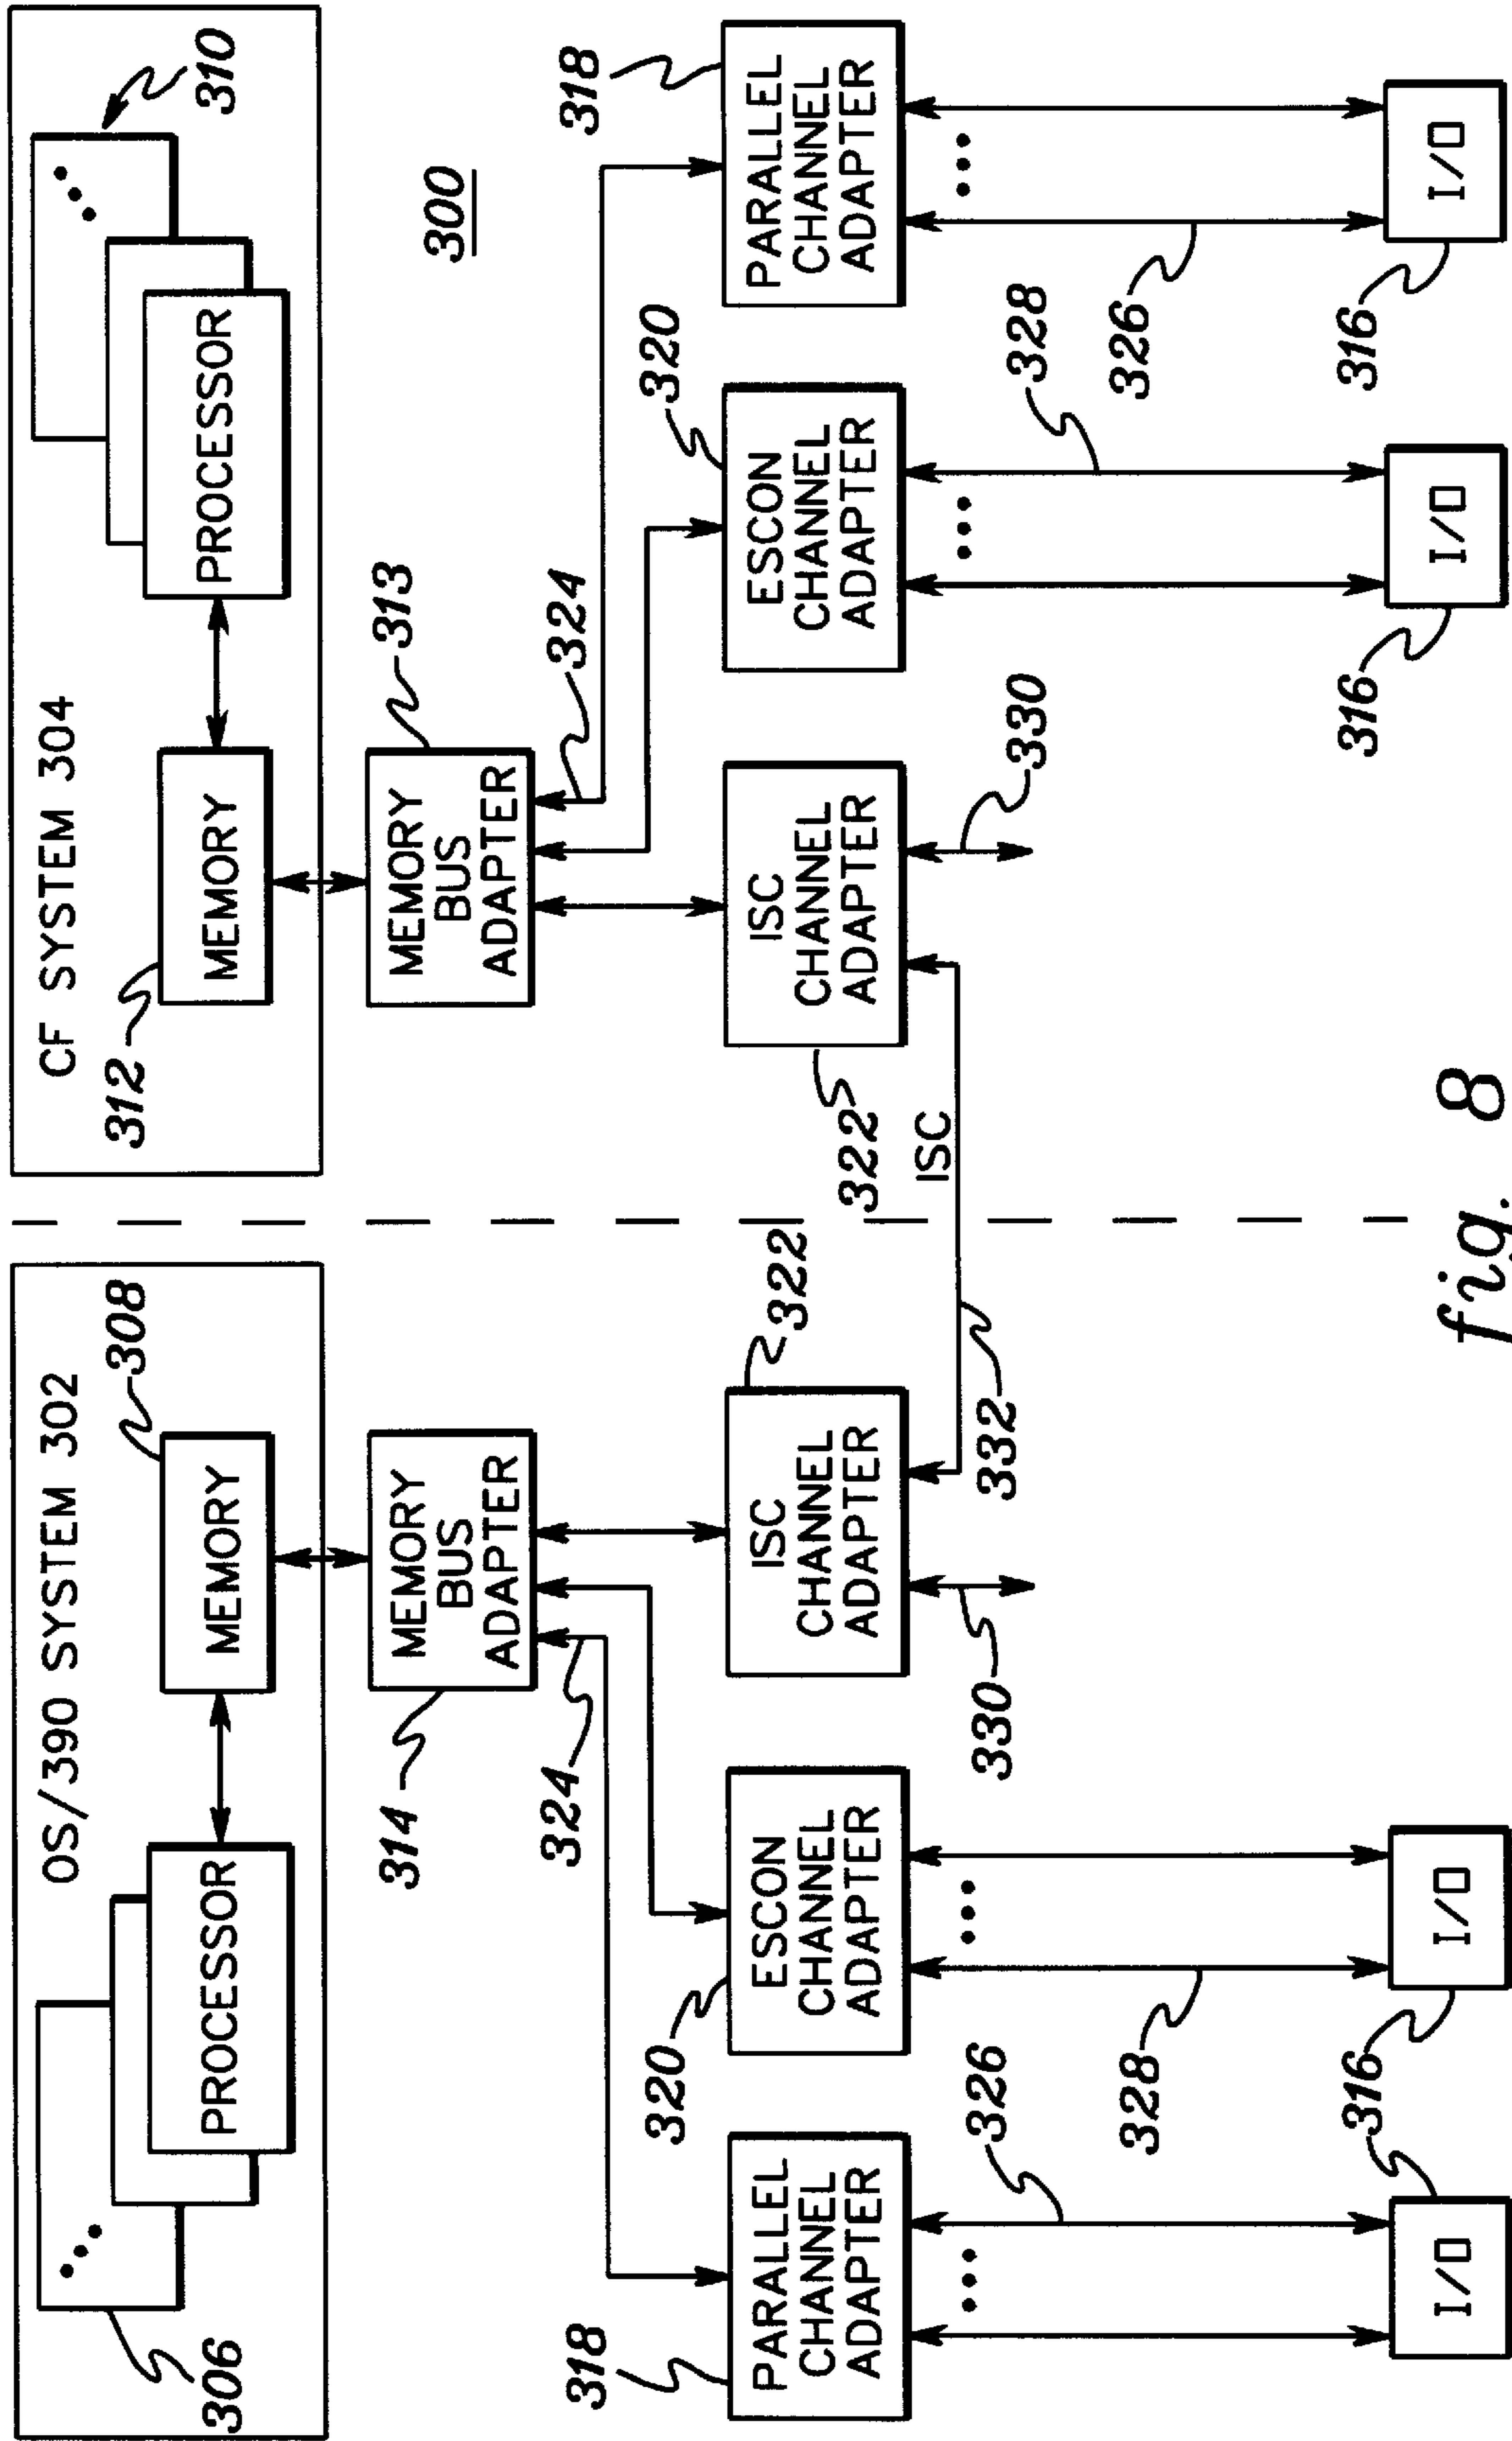 OS/390 SYSTEM 302
CF SYSTEM 304
306
PROCESSOR
MEMORY
308
312
MEMORY
PROCESSOR
310
314
MEMORY
BUS
ADAPTER
MEMORY
BUS
ADAPTER
313
300
324
324
318
320
322
322
320
318
PARALLEL
CHANNEL
ADAPTER
ESCON
CHANNEL
ADAPTER
ISC
CHANNEL
ADAPTER
ISC
CHANNEL
ADAPTER
ESCON
CHANNEL
ADAPTER
PARALLEL
CHANNEL
ADAPTER
ISC
326
328
330
332
330
328
326
316
316
316
I/O
I/O
I/O
I/O
fig. 8